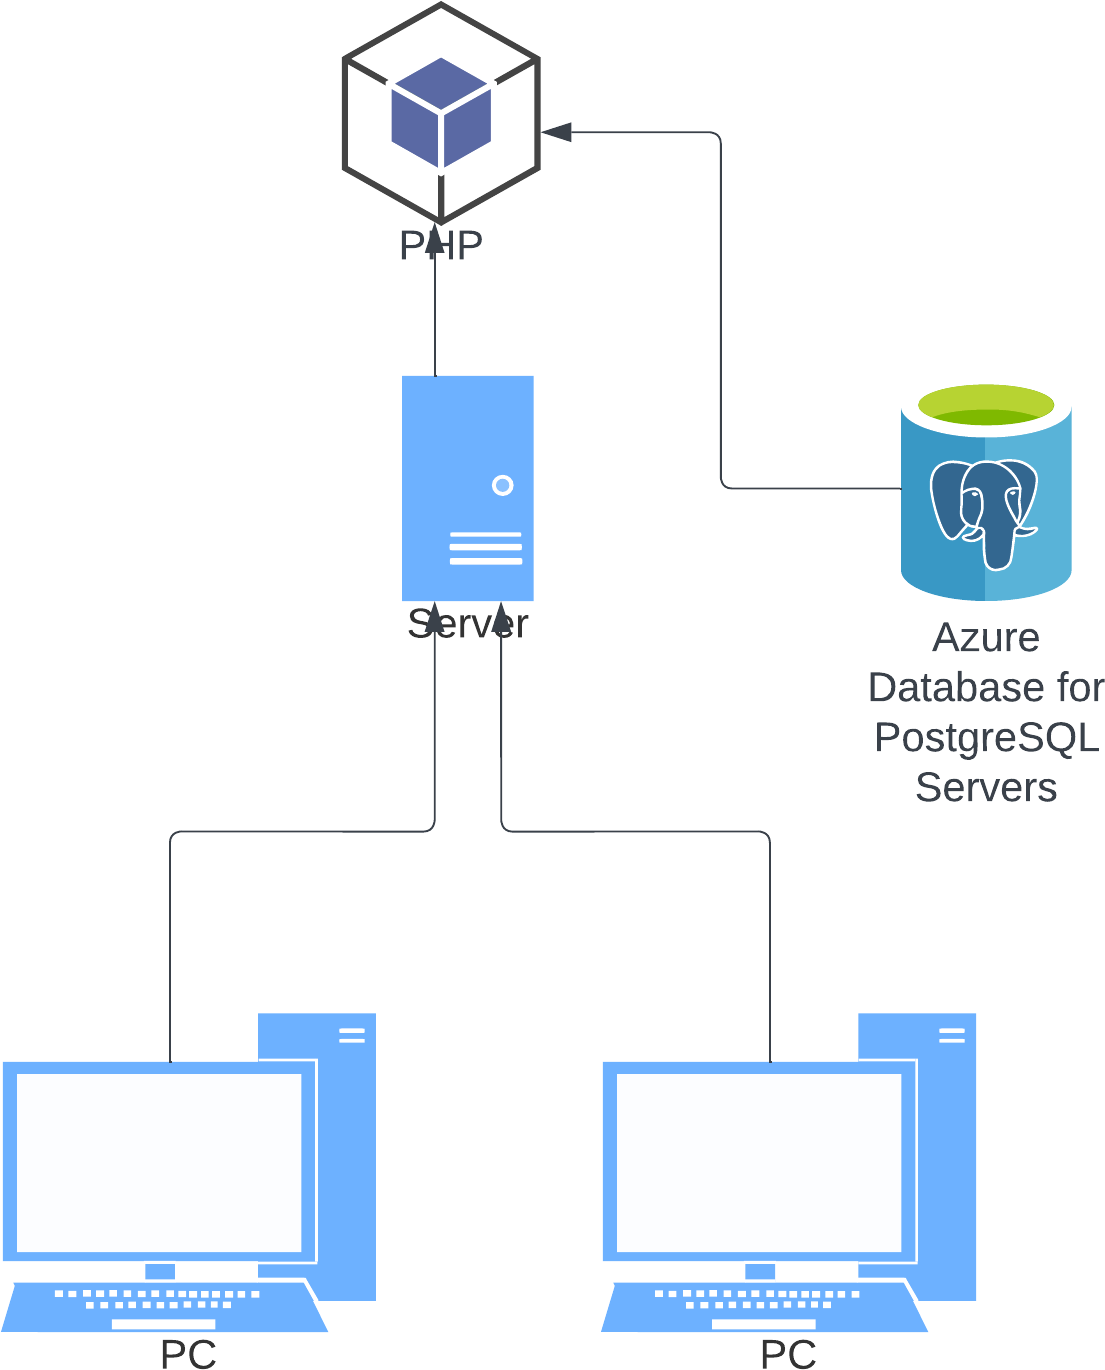 PHP
Server
Azure
Database for
PostgreSQL
Servers
PC
PC